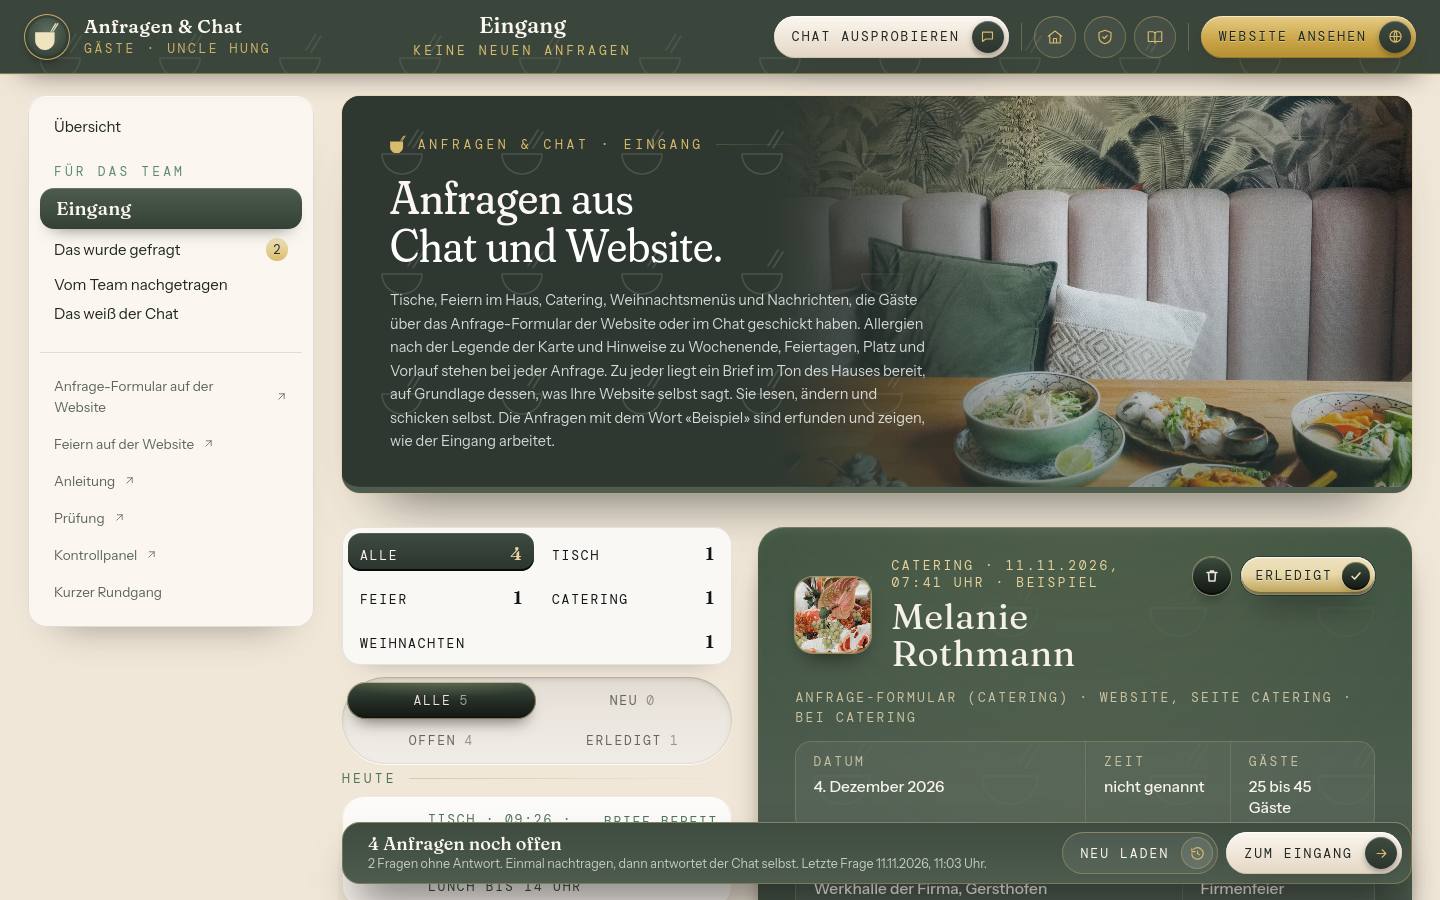 Anfragen & Chat
GÄSTE · UNCLE HUNG
Eingang
KEINE NEUEN ANFRAGEN
CHAT AUSPROBIEREN
WEBSITE ANSEHEN
Übersicht
FÜR DAS TEAM
Eingang
Das wurde gefragt 2
Vom Team nachgetragen
Das weiß der Chat
Anfrage-Formular auf der
Website
Feiern auf der Website
Anleitung
Prüfung
Kontrollpanel
Kurzer Rundgang
ANFRAGEN & CHAT · EINGANG
Anfragen aus
Chat und Website.
Tische, Feiern im Haus, Catering, Weihnachtsmenüs und Nachrichten, die Gäste
über das Anfrage-Formular der Website oder im Chat geschickt haben. Allergien
nach der Legende der Karte und Hinweise zu Wochenende, Feiertagen, Platz und
Vorlauf stehen bei jeder Anfrage. Zu jeder liegt ein Brief im Ton des Hauses bereit,
auf Grundlage dessen, was Ihre Website selbst sagt. Sie lesen, ändern und
schicken selbst. Die Anfragen mit dem Wort «Beispiel» sind erfunden und zeigen,
wie der Eingang arbeitet.
ALLE 4
TISCH 1
FEIER 1
CATERING 1
WEIHNACHTEN 1
ALLE 5
NEU 0
OFFEN 4
ERLEDIGT 1
HEUTE
TISCH · 09:26 ·
BRIEF BEREIT
LUNCH BIS 14 UHR
CATERING · 11.11.2026,
07:41 UHR · BEISPIEL
ERLEDIGT
Melanie
Rothmann
ANFRAGE-FORMULAR (CATERING) · WEBSITE, SEITE CATERING ·
BEI CATERING
DATUM
4. Dezember 2026
ZEIT
nicht genannt
GÄSTE
25 bis 45
Gäste
Werkhalle der Firma, Gersthofen
Firmenfeier
4 Anfragen noch offen
2 Fragen ohne Antwort. Einmal nachtragen, dann antwortet der Chat selbst. Letzte Frage 11.11.2026, 11:03 Uhr.
NEU LADEN
ZUM EINGANG